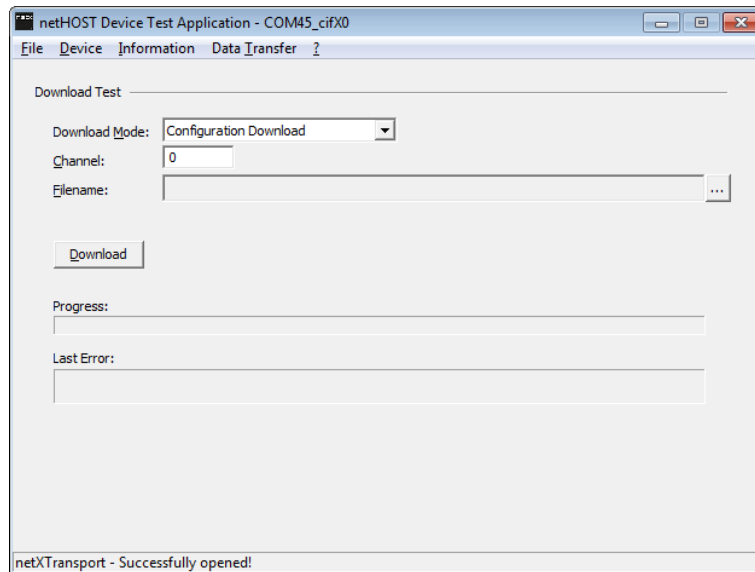 netHOST Device Test Application - COM45_cifX0
File Device Information Data Transfer ?
Download Test
Download Mode: Configuration Download
Channel: 0
Filename: ...
Download
Progress:
Last Error:
netXTransport - Successfully opened!